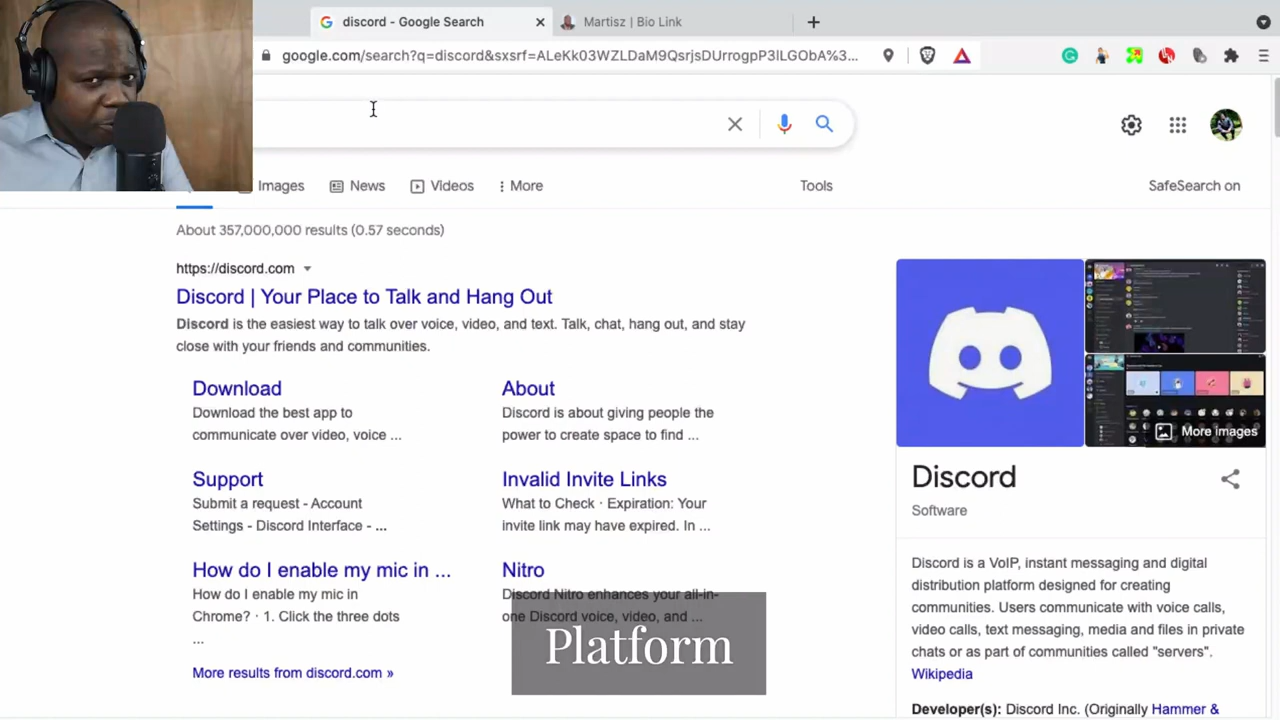 discord - Google Search
Martisz | Bio Link
google.com/search?q=discord&sxsrf=ALeKk03WZLDaM9QsrjsDUrrogpP3lLGObA%3...
Images
News
Videos
More
Tools
SafeSearch on
About 357,000,000 results (0.57 seconds)
https://discord.com
Discord | Your Place to Talk and Hang Out
Discord is the easiest way to talk over voice, video, and text. Talk, chat, hang out, and stay
close with your friends and communities.
Download
Download the best app to
communicate over video, voice ...
About
Discord is about giving people the
power to create space to find ...
Support
Submit a request - Account
Settings - Discord Interface - ...
Invalid Invite Links
What to Check · Expiration: Your
invite link may have expired. In ...
How do I enable my mic in ...
How do I enable my mic in
Chrome? · 1. Click the three dots
...
Nitro
Discord Nitro enhances your all-in-
one Discord voice, video, and ...
More results from discord.com »
Platform
More images
Discord
Software
Discord is a VoIP, instant messaging and digital
distribution platform designed for creating
communities. Users communicate with voice calls,
video calls, text messaging, media and files in private
chats or as part of communities called "servers".
Wikipedia
Developer(s): Discord Inc. (Originally Hammer &